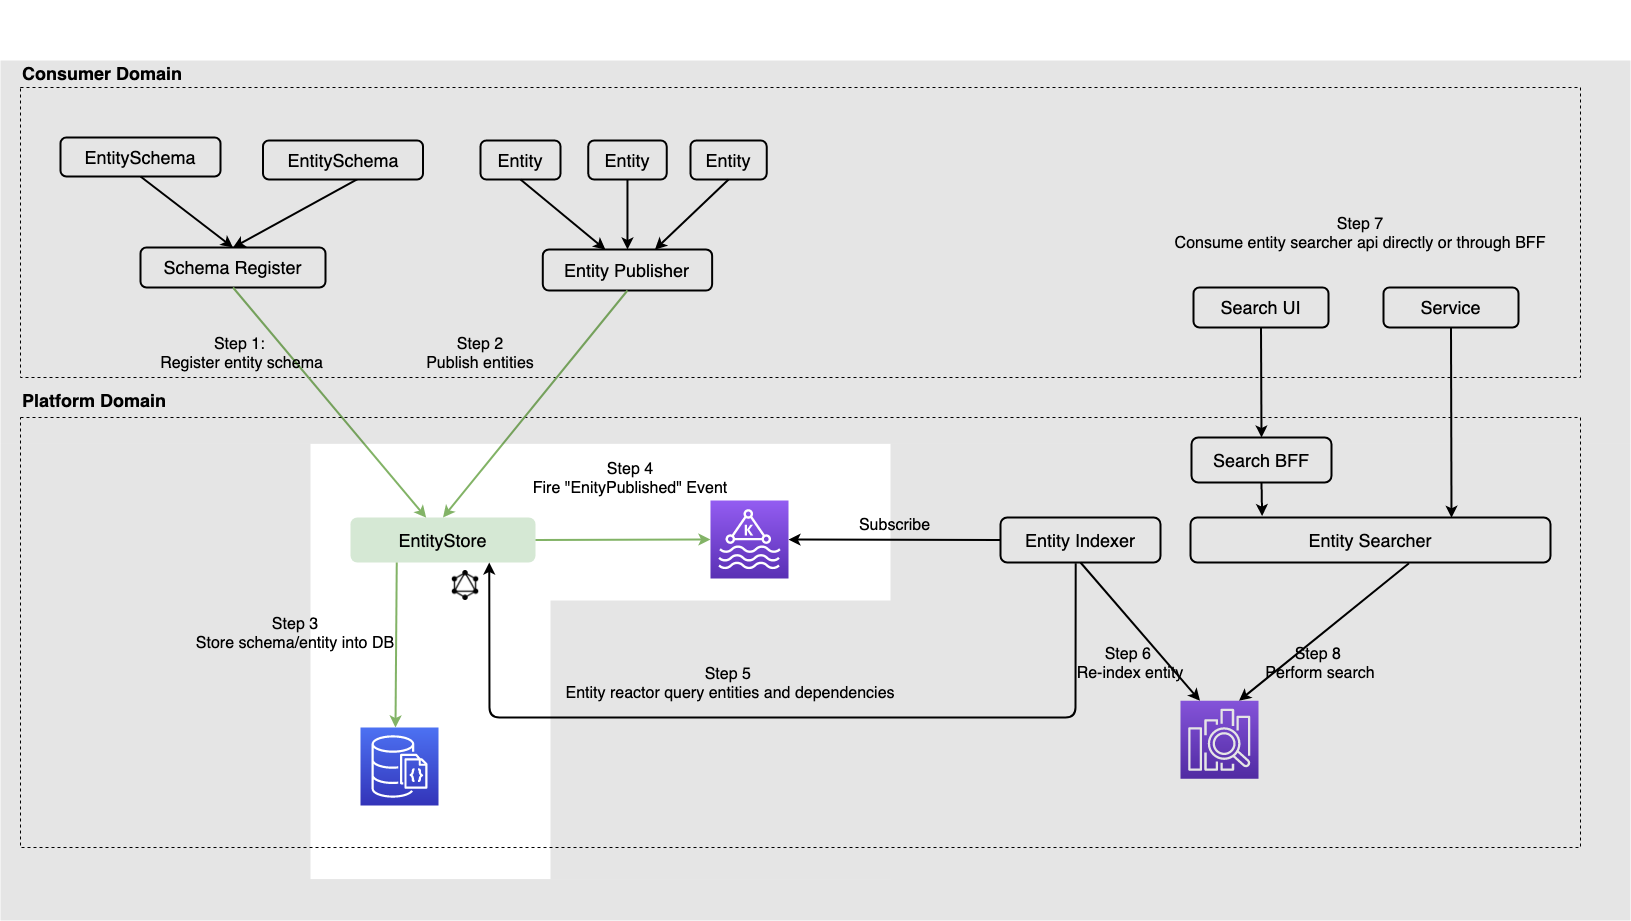 Consumer Domain
EntitySchema
EntitySchema
Entity
Entity
Entity
Schema Register
Entity Publisher
Step 7
Consume entity searcher api directly or through BFF
Search UI
Service
Step 1:
Register entity schema
Step 2
Publish entities
Platform Domain
Search BFF
Step 4
Fire "EnityPublished" Event
EntityStore
K
Subscribe
Entity Indexer
Entity Searcher
Step 3
Store schema/entity into DB
Step 5
Entity reactor query entities and dependencies
Step 6
Re-index entity
Step 8
Perform search
{}